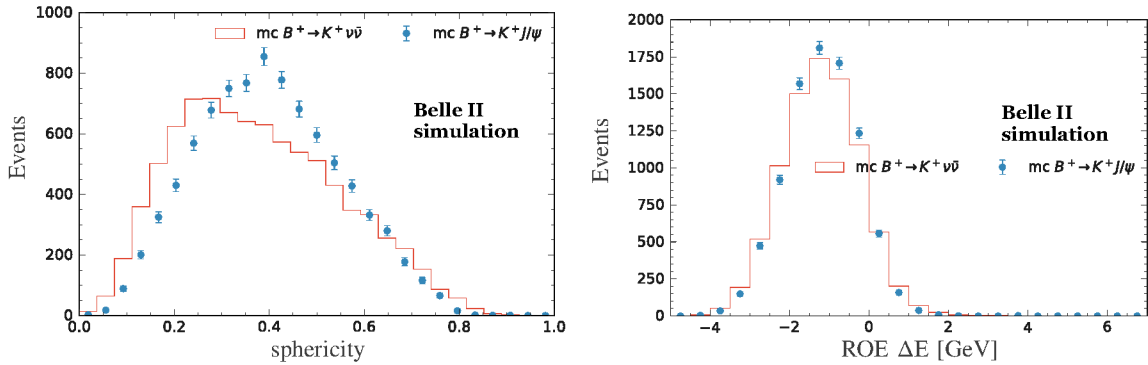 mc B⁺→K⁺νν̄
mc B⁺→K⁺J/ψ
Belle II
simulation
Events
1000
800
600
400
200
0
0.0 0.2 0.4 0.6 0.8 1.0
sphericity
Belle II
simulation
mc B⁺→K⁺νν̄
mc B⁺→K⁺J/ψ
Events
2000
1750
1500
1250
1000
750
500
250
0
−4 −2 0 2 4 6
ROE ΔE [GeV]